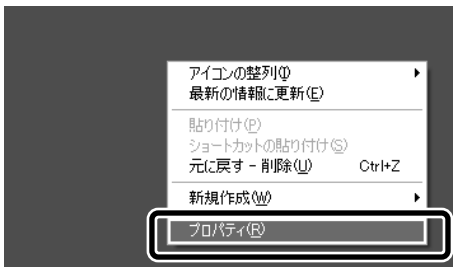 アイコンの整列(I)
最新の情報に更新(E)
貼り付け(P)
ショートカットの貼り付け(S)
元に戻す - 削除(U) Ctrl+Z
新規作成(W)
プロパティ(R)